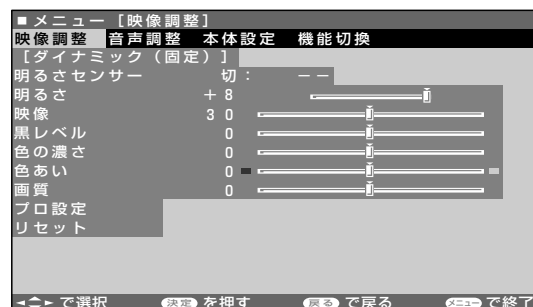 ■メニュー [映像調整]
映像調整 音声調整 本体設定 機能切換
[ダイナミック(固定)]
明るさセンサー 切: −−
明るさ +8
映像 30
黒レベル 0
色の濃さ 0
色あい 0
画質 0
プロ設定
リセット
で選択 決定 を押す 戻る で戻る メニュー で終了